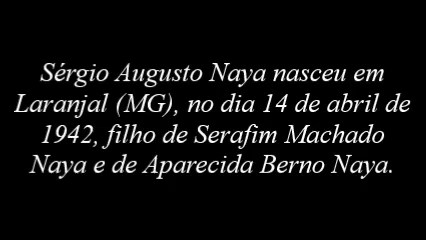 Sérgio Augusto Naya nasceu em
Laranjal (MG), no dia 14 de abril de
1942, filho de Serafim Machado
Naya e de Aparecida Berno Naya.